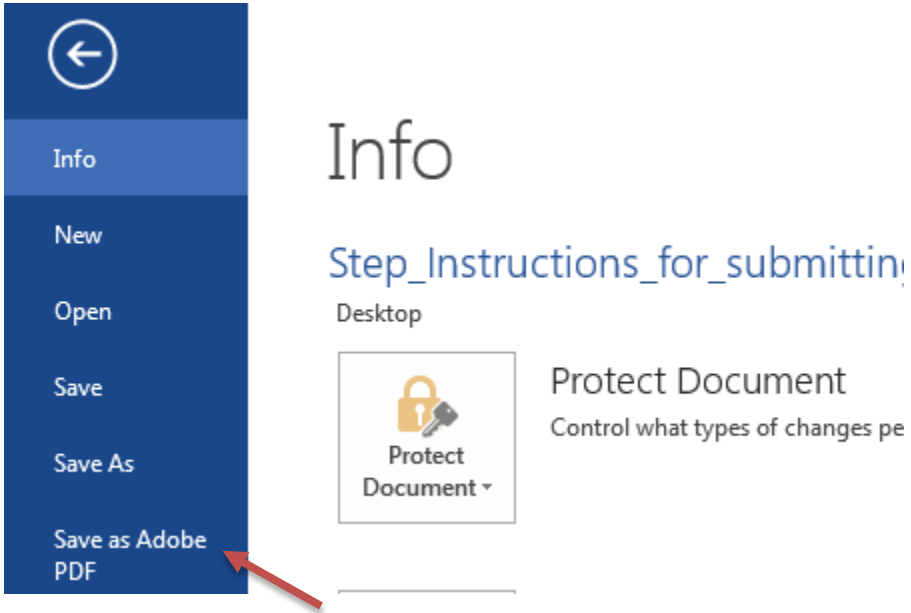 Info
New
Open
Save
Save As
Save as Adobe
PDF
Info
Step_Instructions_for_submitting
Desktop
Protect
Document
Protect Document
Control what types of changes pe